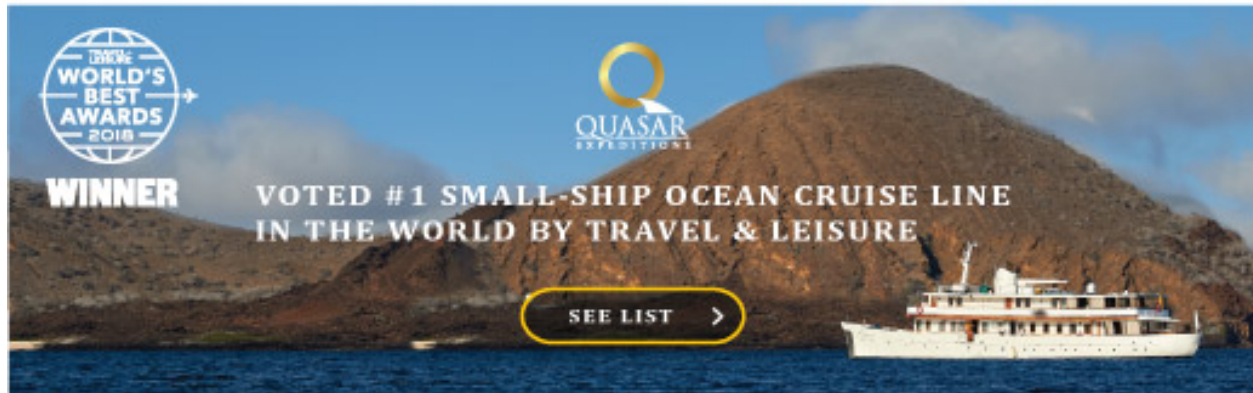 TRAVEL+
LEISURE
WORLD'S
BEST
AWARDS
2018
WINNER
QUASAR
EXPEDITIONS
VOTED #1 SMALL-SHIP OCEAN CRUISE LINE
IN THE WORLD BY TRAVEL & LEISURE
SEE LIST